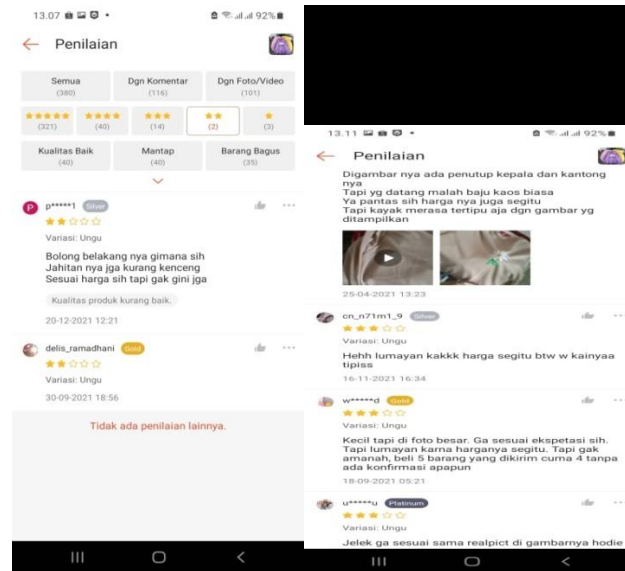 13.07
92%
Penilaian
Semua
(380)
Dgn Komentar
(116)
Dgn Foto/Video
(101)
(321)
(40)
(14)
(2)
(3)
Kualitas Baik
(40)
Mantap
(40)
Barang Bagus
(35)
P
p*****1 Silver
Variasi: Ungu
Bolong belakang nya gimana sih
Jahitan nya jga kurang kenceng
Sesuai harga sih tapi gak gini jga
Kualitas produk kurang baik.
20-12-2021 12:21
delis_ramadhani Gold
Variasi: Ungu
30-09-2021 18:56
Tidak ada penilaian lainnya.
13.11
92%
Penilaian
Digambar nya ada penutup kepala dan kantong
nya
Tapi yg datang malah baju kaos biasa
Ya pantas sih harga nya juga segitu
Tapi kayak merasa tertipu aja dgn gambar yg
ditampilkan
25-04-2021 13:23
cn_n71m1_9 Silver
Variasi: Ungu
Hehh lumayan kakkk harga segitu btw w kainyaa
tipiss
16-11-2021 16:34
w*****d Gold
Variasi: Ungu
Kecil tapi di foto besar. Ga sesuai ekspetasi sih.
Tapi lumayan karna harganya segitu. Tapi gak
amanah, beli 5 barang yang dikirim cuma 4 tanpa
ada konfirmasi apapun
18-09-2021 05:21
u*****u Platinum
Variasi: Ungu
Jelek ga sesuai sama realpict di gambarnya hodie